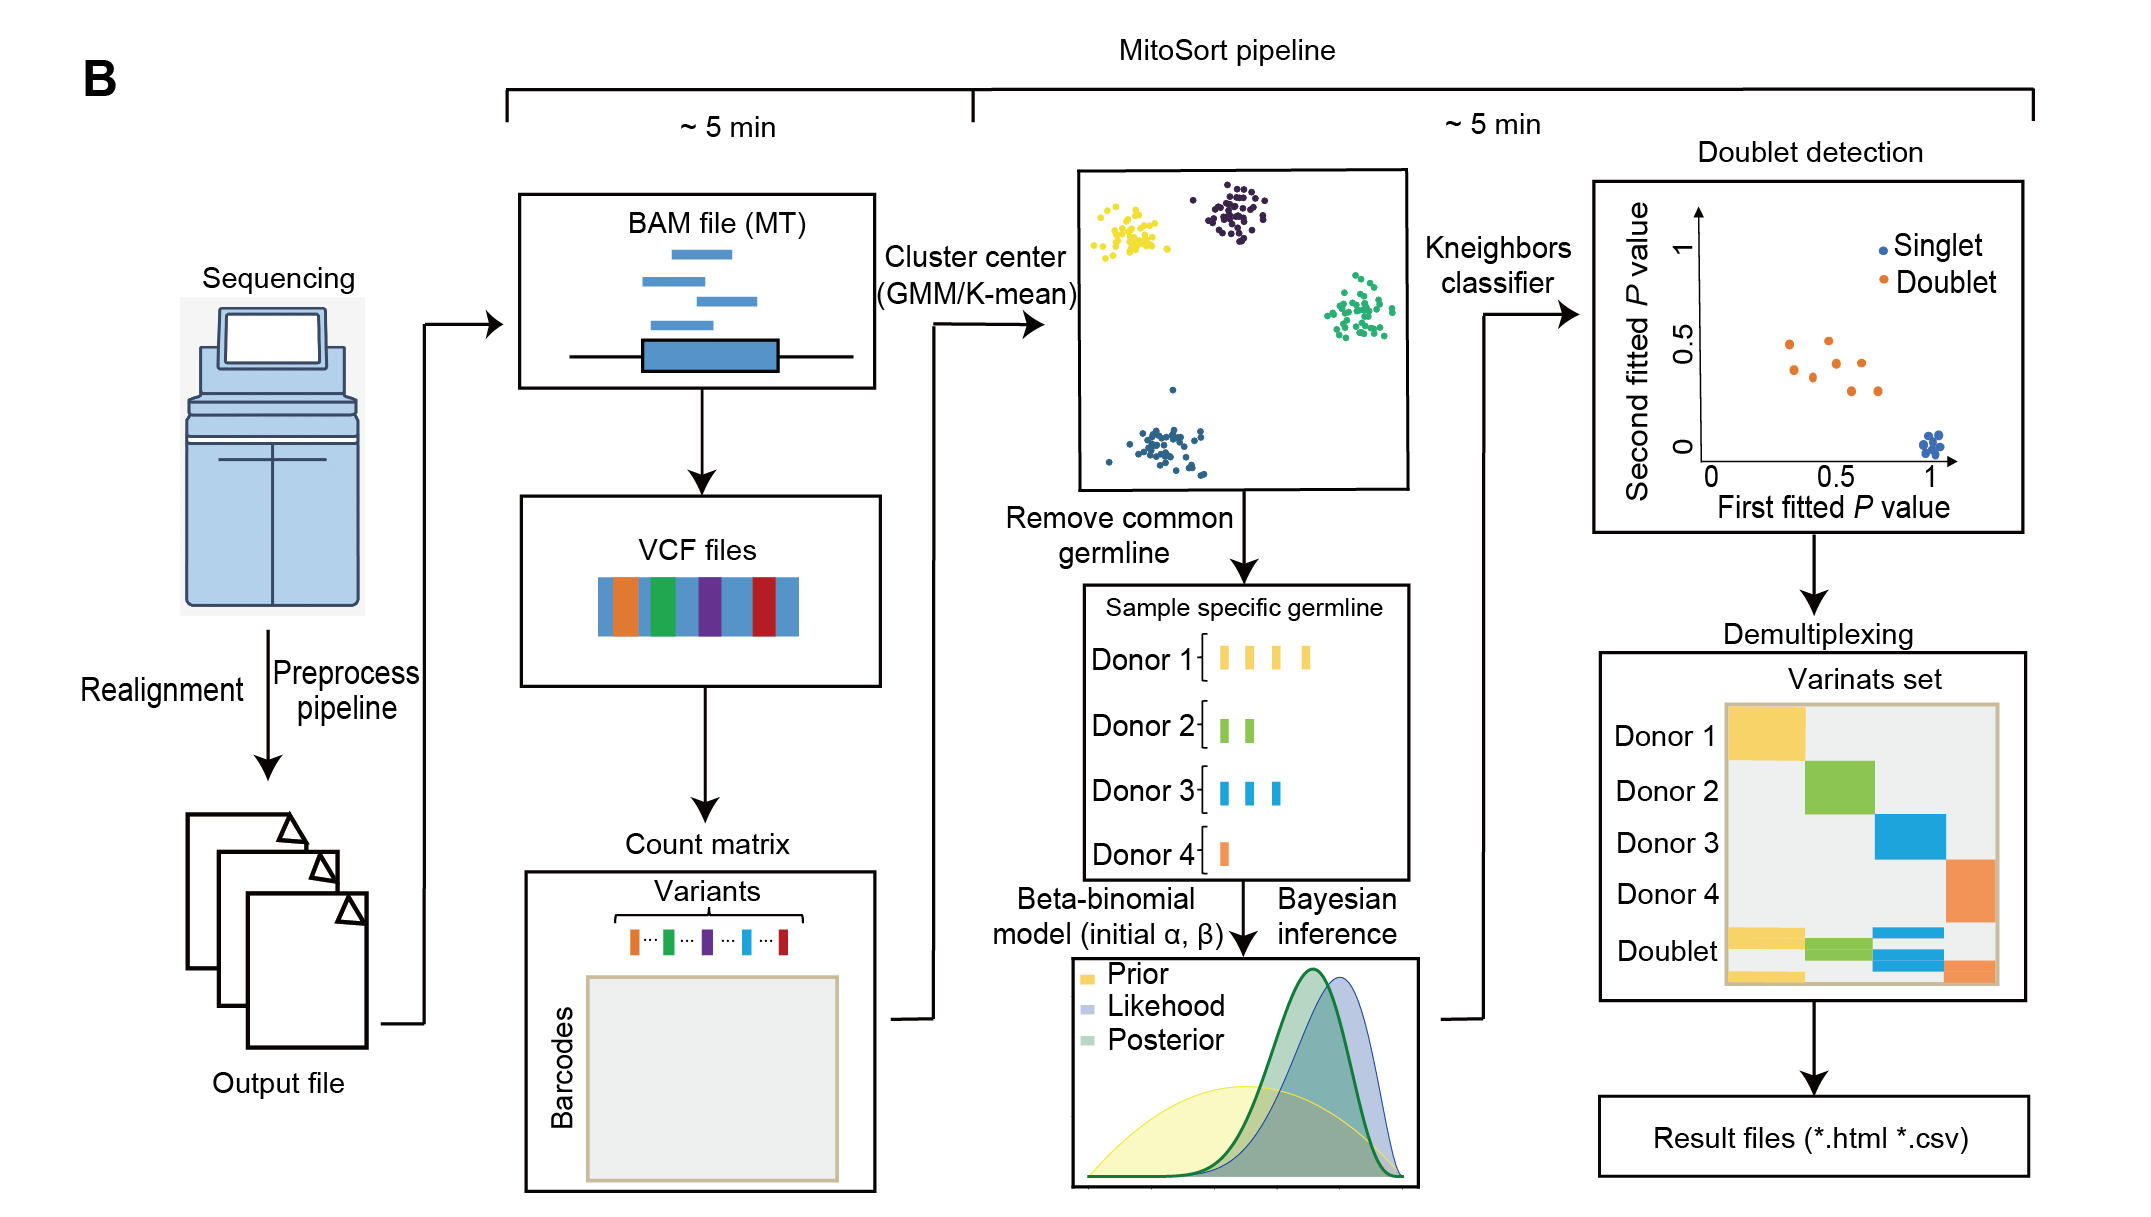 B
MitoSort pipeline
~ 5 min
~ 5 min
Sequencing
Realignment
Preprocess
pipeline
Output file
BAM file (MT)
VCF files
Count matrix
Variants
... ... ... ...
Barcodes
Cluster center
(GMM/K-mean)
Remove common
germline
Sample specific germline
Donor 1
Donor 2
Donor 3
Donor 4
Beta-binomial
model (initial α, β)
Bayesian
inference
Prior
Likehood
Posterior
Kneighbors
classifier
Doublet detection
Second fitted P value
1
0.5
0
Singlet
Doublet
0 0.5 1
First fitted P value
Demultiplexing
Varinats set
Donor 1
Donor 2
Donor 3
Donor 4
Doublet
Result files (*.html *.csv)